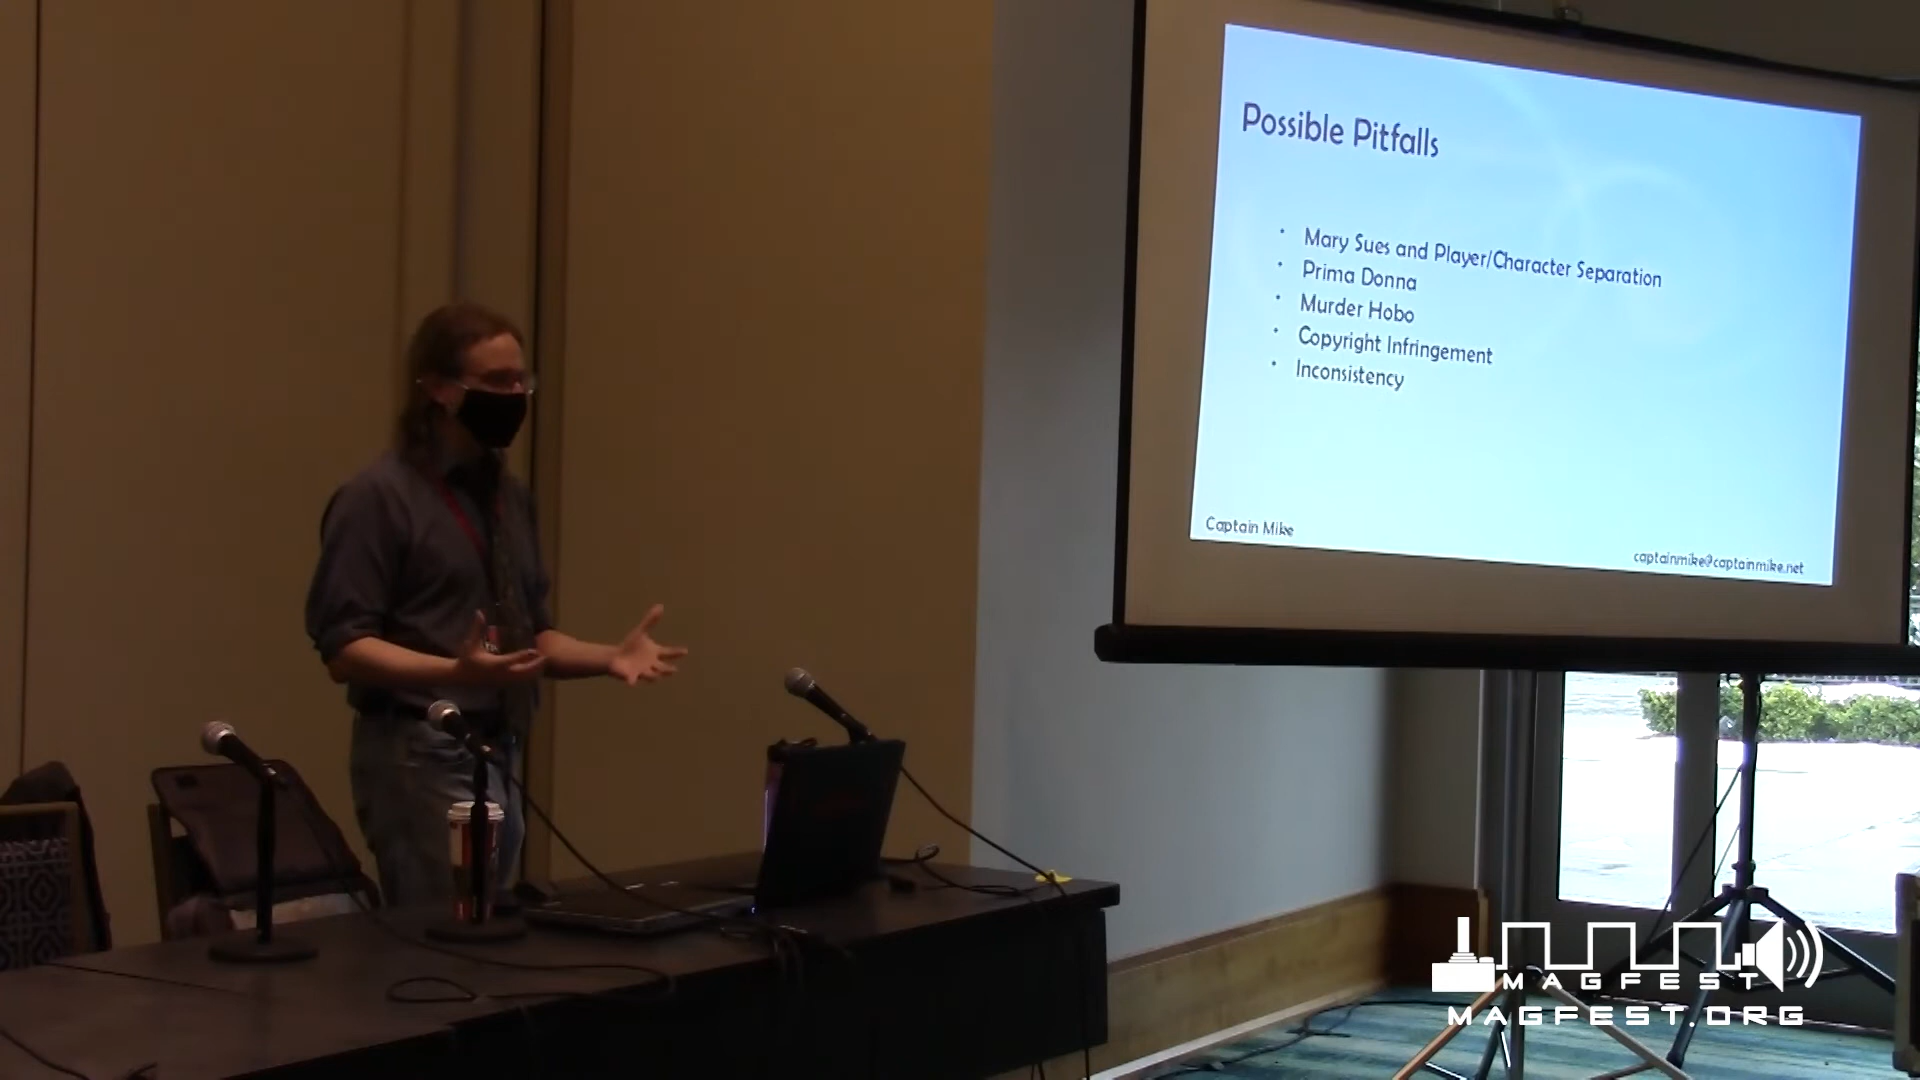 Possible Pitfalls
Mary Sues and Player/Character Separation
Prima Donna
Murder Hobo
Copyright Infringement
Inconsistency
Captain Mike
captainmike@captainmike.net
MAGFEST
MAGFEST.ORG